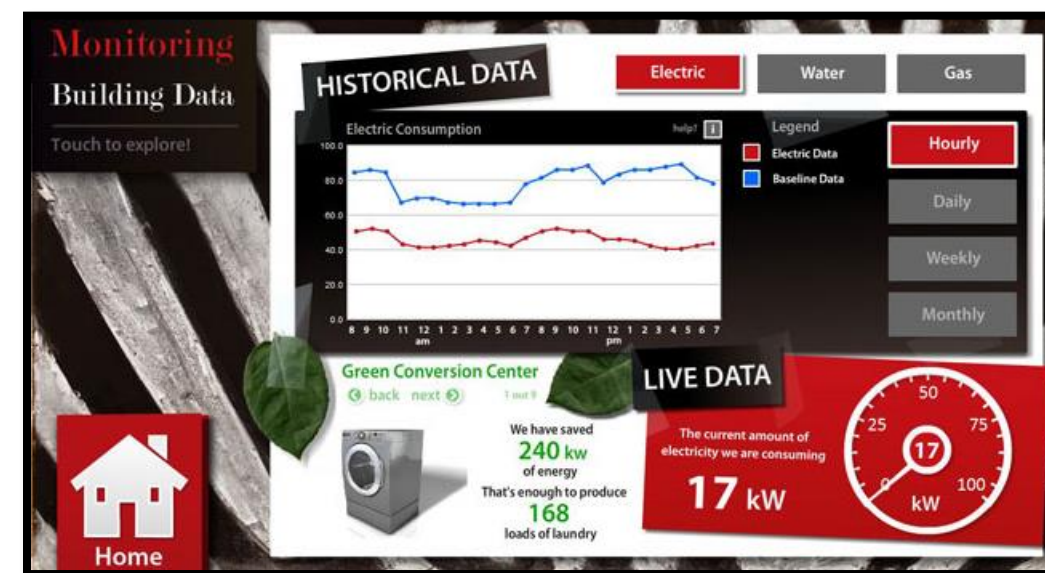 Monitoring
Building Data
Touch to explore!
HISTORICAL DATA
Electric
Water
Gas
Electric Consumption
help!
i
Legend
Electric Data
Baseline Data
Hourly
Daily
Weekly
Monthly
100.0
80.0
60.0
40.0
20.0
0.0
8 9 10 11 12 1 2 3 4 5 6 7 8 9 10 11 12 1 2 3 4 5 6 7
am pm
Green Conversion Center
back next 1 out 9
We have saved
240 kw
of energy
That's enough to produce
168
loads of laundry
LIVE DATA
The current amount of
electricity we are consuming
17 kW
0 25 50 75 100
17
kW
Home